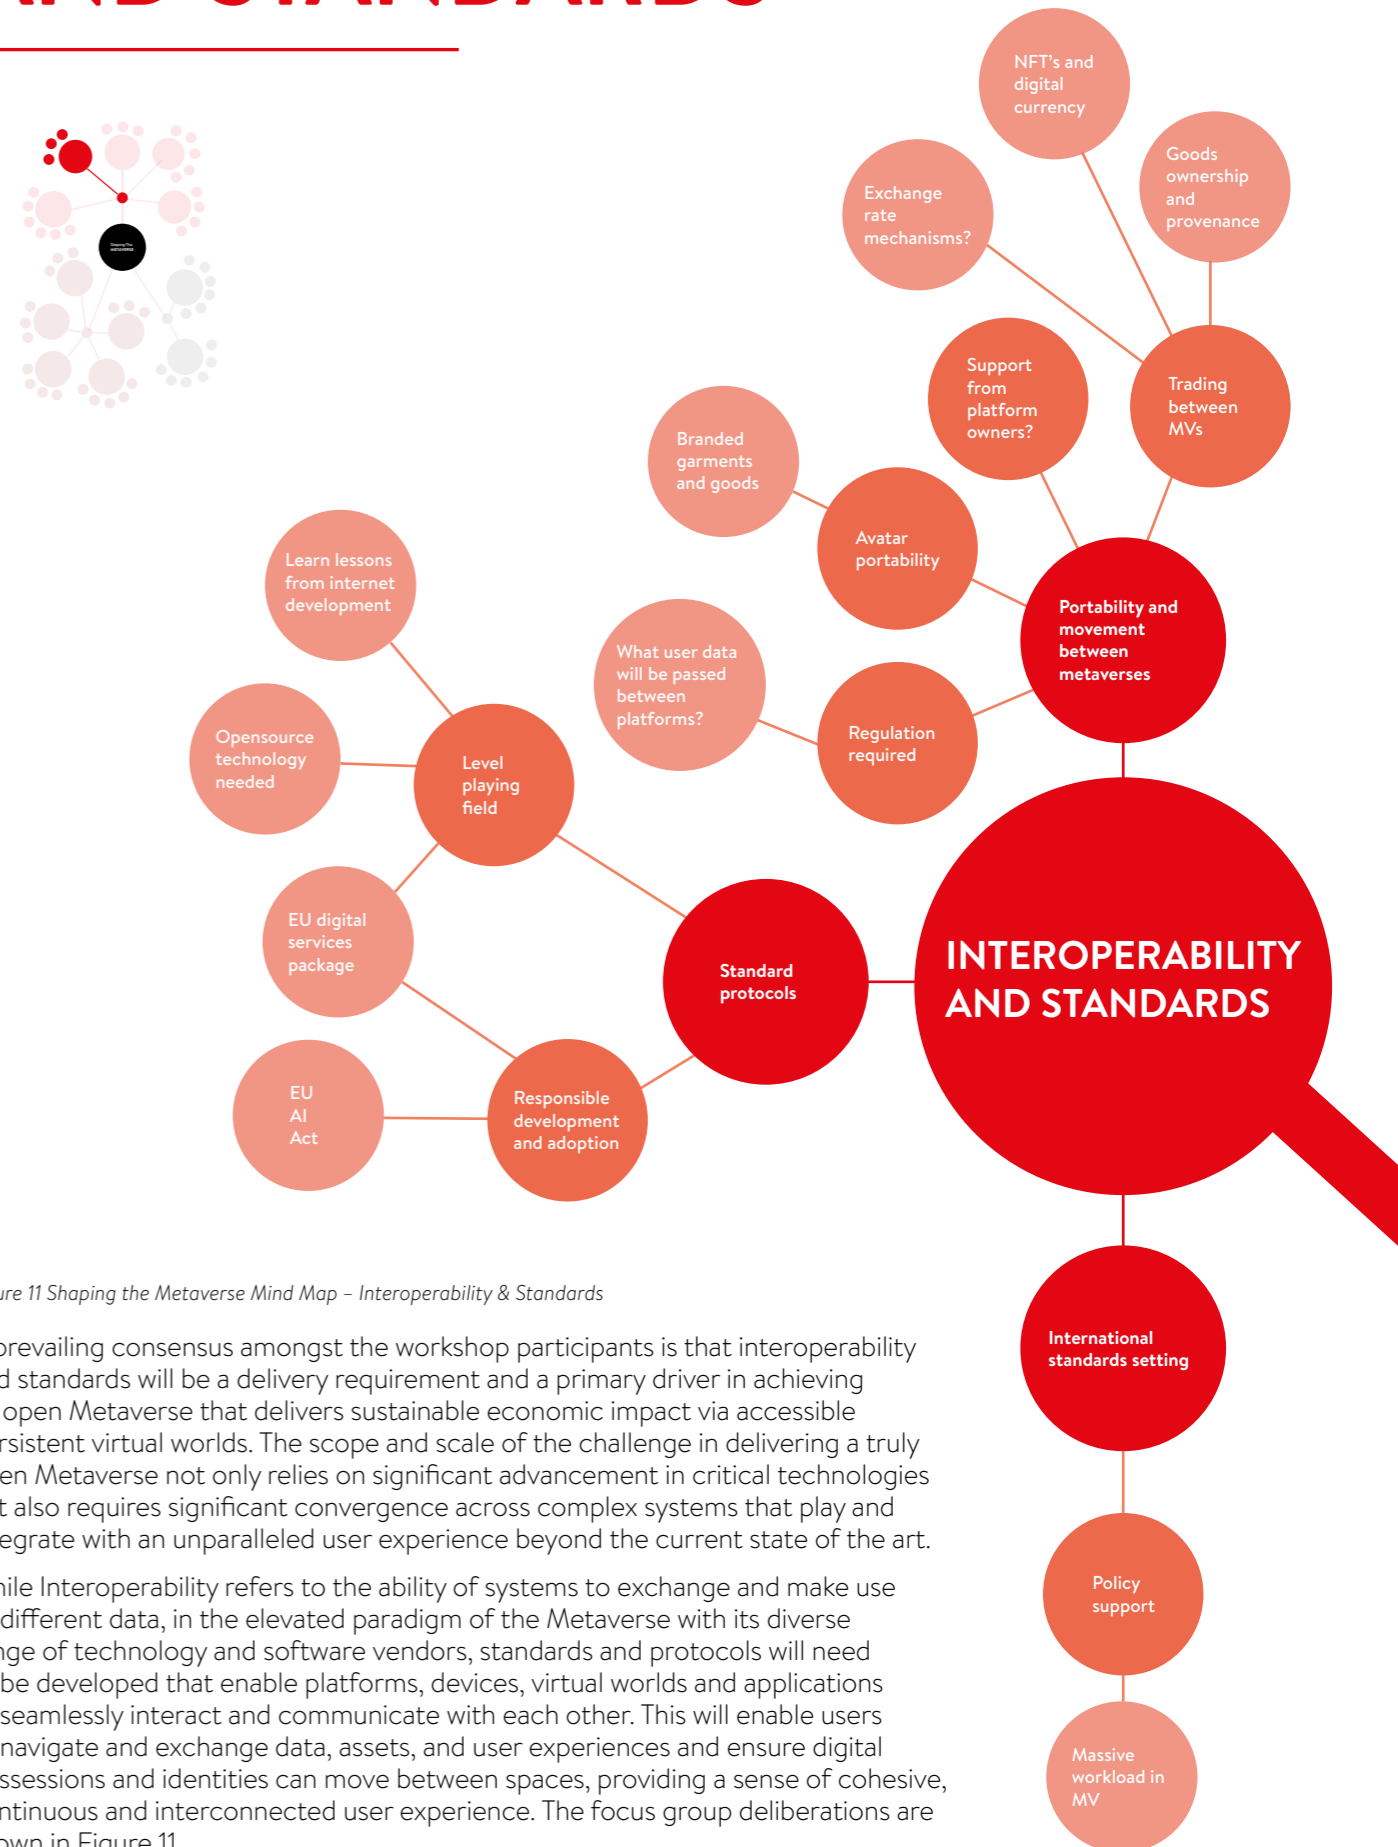 AND STANDARDS
NFT's and
digital
currency
Goods
ownership
and
provenance
Exchange
rate
mechanisms?
Support
from
platform
owners?
Trading
between
MVs
Branded
garments
and goods
Avatar
portability
Learn lessons
from internet
development
Portability and
movement
between
metaverses
What user data
will be passed
between
platforms?
Regulation
required
Opensource
technology
needed
Level
playing
field
EU digital
services
package
Standard
protocols
INTEROPERABILITY
AND STANDARDS
EU
AI
Act
Responsible
development
and adoption
International
standards setting
Policy
support
Massive
workload in
MV
ure 11 Shaping the Metaverse Mind Map – Interoperability & Standards
prevailing consensus amongst the workshop participants is that interoperability
d standards will be a delivery requirement and a primary driver in achieving
open Metaverse that delivers sustainable economic impact via accessible
rsistent virtual worlds. The scope and scale of the challenge in delivering a truly
en Metaverse not only relies on significant advancement in critical technologies
t also requires significant convergence across complex systems that play and
egrate with an unparalleled user experience beyond the current state of the art.
hile Interoperability refers to the ability of systems to exchange and make use
different data, in the elevated paradigm of the Metaverse with its diverse
nge of technology and software vendors, standards and protocols will need
be developed that enable platforms, devices, virtual worlds and applications
seamlessly interact and communicate with each other. This will enable users
navigate and exchange data, assets, and user experiences and ensure digital
ssessions and identities can move between spaces, providing a sense of cohesive,
ntinuous and interconnected user experience. The focus group deliberations are
own in Figure 11